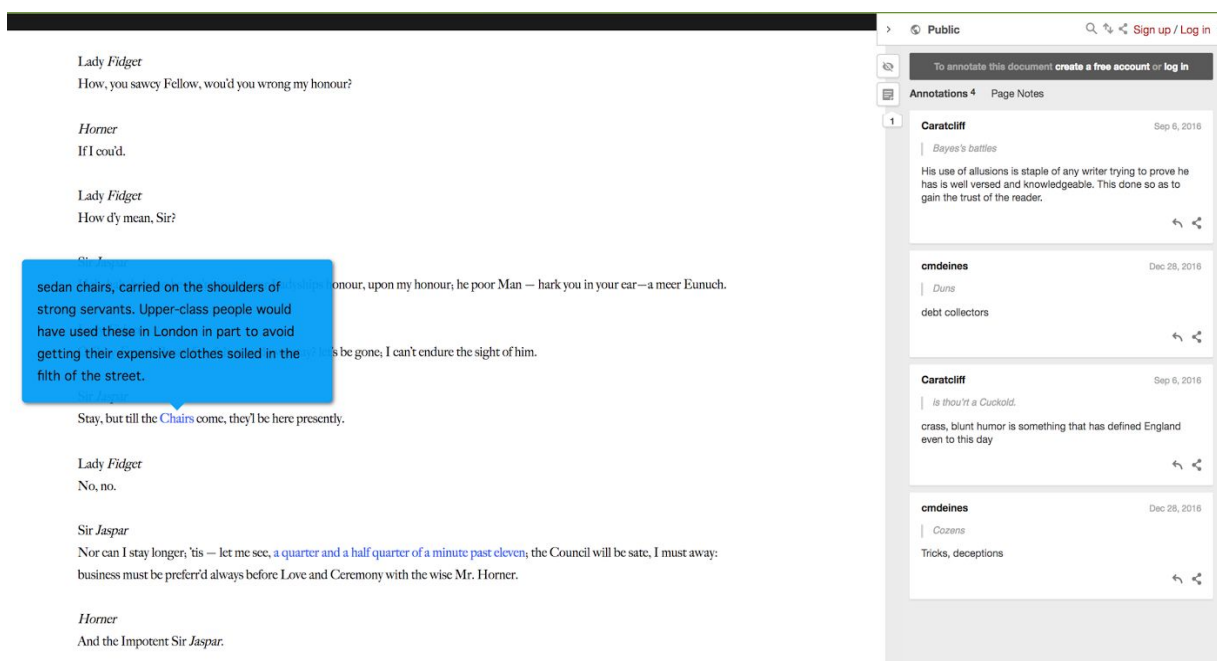 Lady Fidget
How, you sawcy Fellow, wou'd you wrong my honour?
Horner
If I cou'd.
Lady Fidget
How d'y mean, Sir?
Sir Jaspar
honour, upon my honour; he poor Man — hark you in your ear—a meer Eunuch.
be gone; I can't endure the sight of him.
sedan chairs, carried on the shoulders of
strong servants. Upper-class people would
have used these in London in part to avoid
getting their expensive clothes soiled in the
filth of the street.
Sir Jaspar
Stay, but till the Chairs come, they'l be here presently.
Lady Fidget
No, no.
Sir Jaspar
Nor can I stay longer; 'tis — let me see, a quarter and a half quarter of a minute past eleven; the Council will be sate, I must away:
business must be preferr'd always before Love and Ceremony with the wise Mr. Horner.
Horner
And the Impotent Sir Jaspar.
Public
Sign up / Log in
To annotate this document create a free account or log in
Annotations 4 Page Notes
1
Caratcliff Sep 6, 2016
Bayes's battles
His use of allusions is staple of any writer trying to prove he
has is well versed and knowledgeable. This done so as to
gain the trust of the reader.
cmdeines Dec 28, 2016
Duns
debt collectors
Caratcliff Sep 6, 2016
is thou'rt a Cuckold.
crass, blunt humor is something that has defined England
even to this day
cmdeines Dec 28, 2016
Cozens
Tricks, deceptions